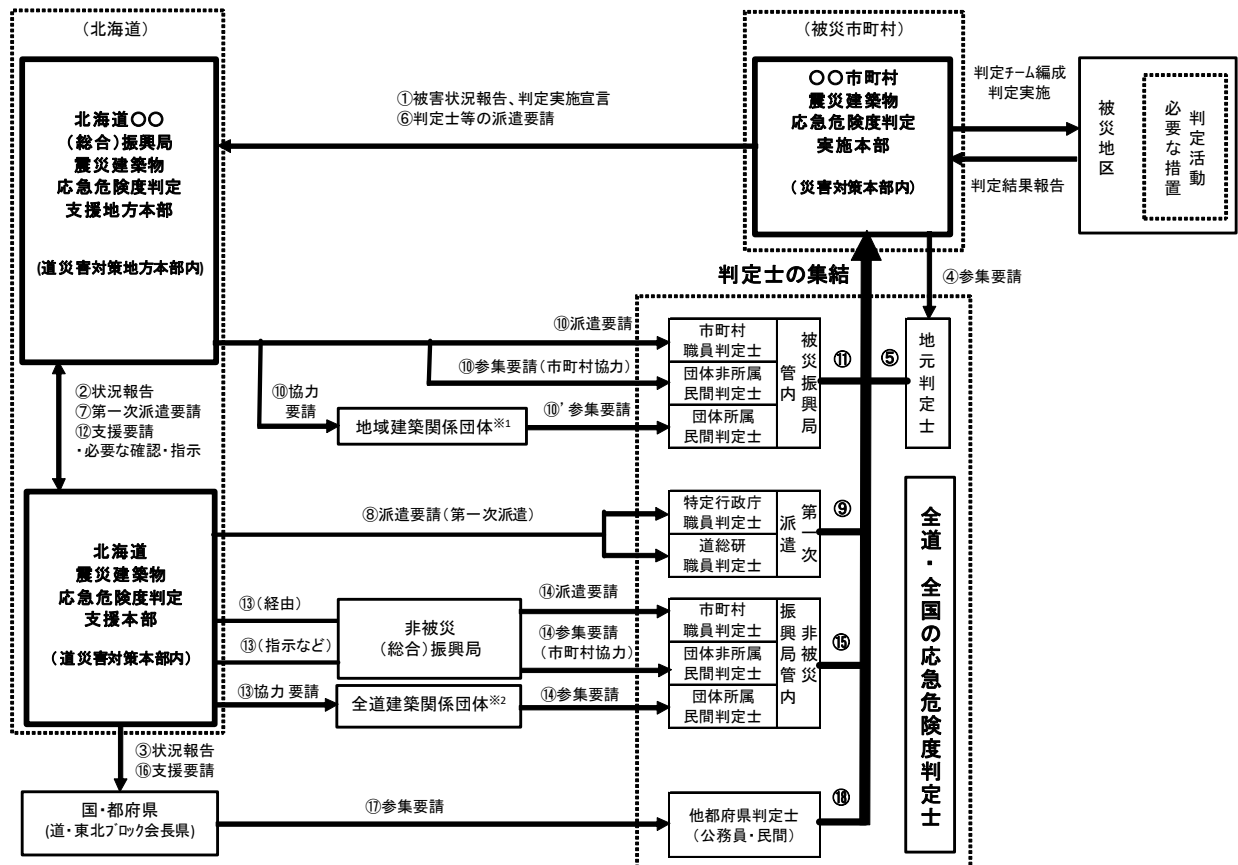 (北海道)
北海道〇〇
(総合)振興局
震災建築物
応急危険度判定
支援地方本部
(道災害対策地方本部内)
①被害状況報告、判定実施宣言
⑥判定士等の派遣要請
(被災市町村)
〇〇市町村
震災建築物
応急危険度判定
実施本部
(災害対策本部内)
判定チーム編成
判定実施
判定結果報告
被災地区
判定活動
必要な措置
判定士の集結
④参集要請
②状況報告
⑦第一次派遣要請
⑫支援要請
・必要な確認・指示
⑩派遣要請
⑩参集要請(市町村協力)
⑩協力
要請
地域建築関係団体※1
⑩’参集要請
市町村
職員判定士
団体非所属
民間判定士
団体所属
民間判定士
被災振興局
管内
⑪
⑤
地元判定士
北海道
震災建築物
応急危険度判定
支援本部
(道災害対策本部内)
⑧派遣要請(第一次派遣)
特定行政庁
職員判定士
道総研
職員判定士
第一次
派遣
⑨
⑬(経由)
⑬(指示など)
非被災
(総合)振興局
⑭派遣要請
⑭参集要請
(市町村協力)
⑬協力 要請
全道建築関係団体※2
⑭参集要請
市町村
職員判定士
団体非所属
民間判定士
団体所属
民間判定士
非被災
振興局管内
⑮
全道・全国の応急危険度判定士
③状況報告
⑯支援要請
国・都府県
(道・東北ブロック会長県)
⑰参集要請
他都府県判定士
(公務員・民間)
⑱